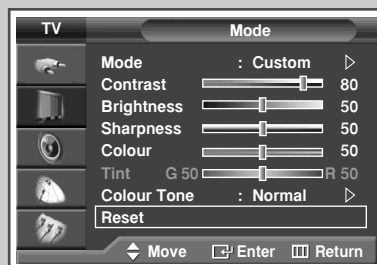 TV Mode
Mode : Custom
Contrast 80
Brightness 50
Sharpness 50
Colour 50
Tint G 50 R 50
Colour Tone : Normal
Reset
Move Enter Return